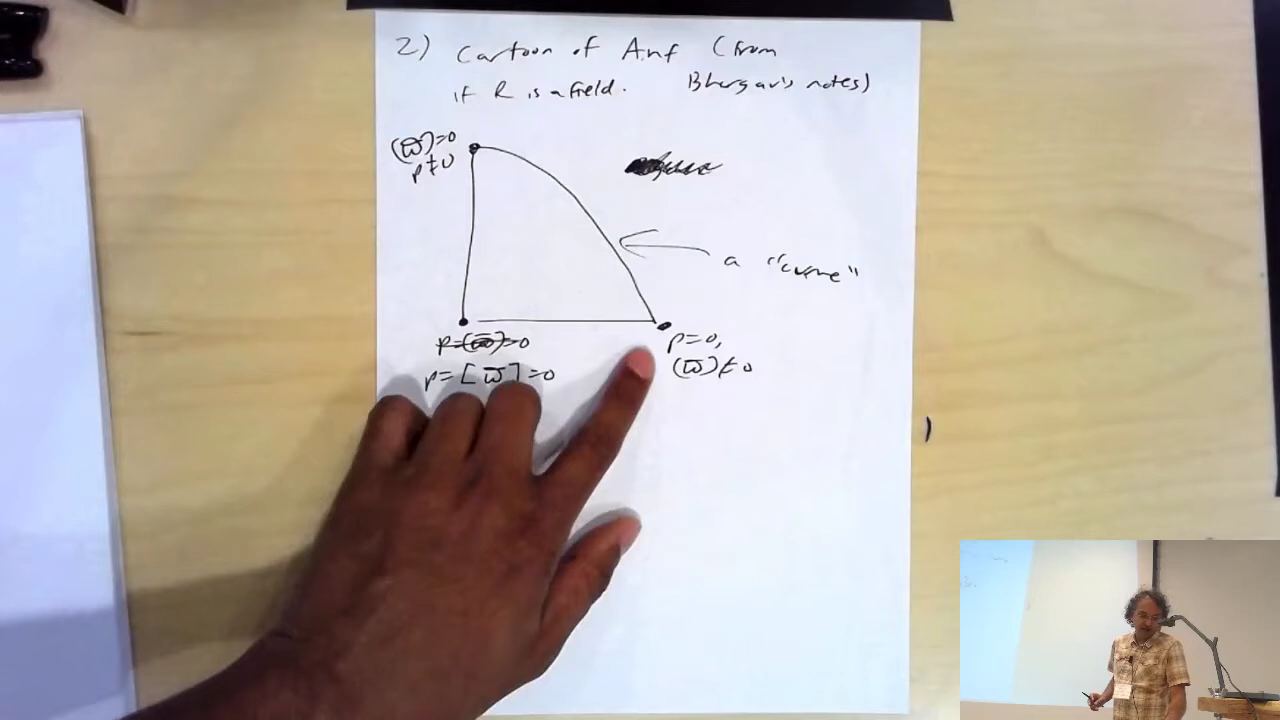 2) Cartoon of Ainf (from
if R is a field. Bhargav's notes)
[ϖ]=0
p≠0
a "curve"
p=[ϖ]=0
p=0,
p=[ϖ]=0
[ϖ]≠0